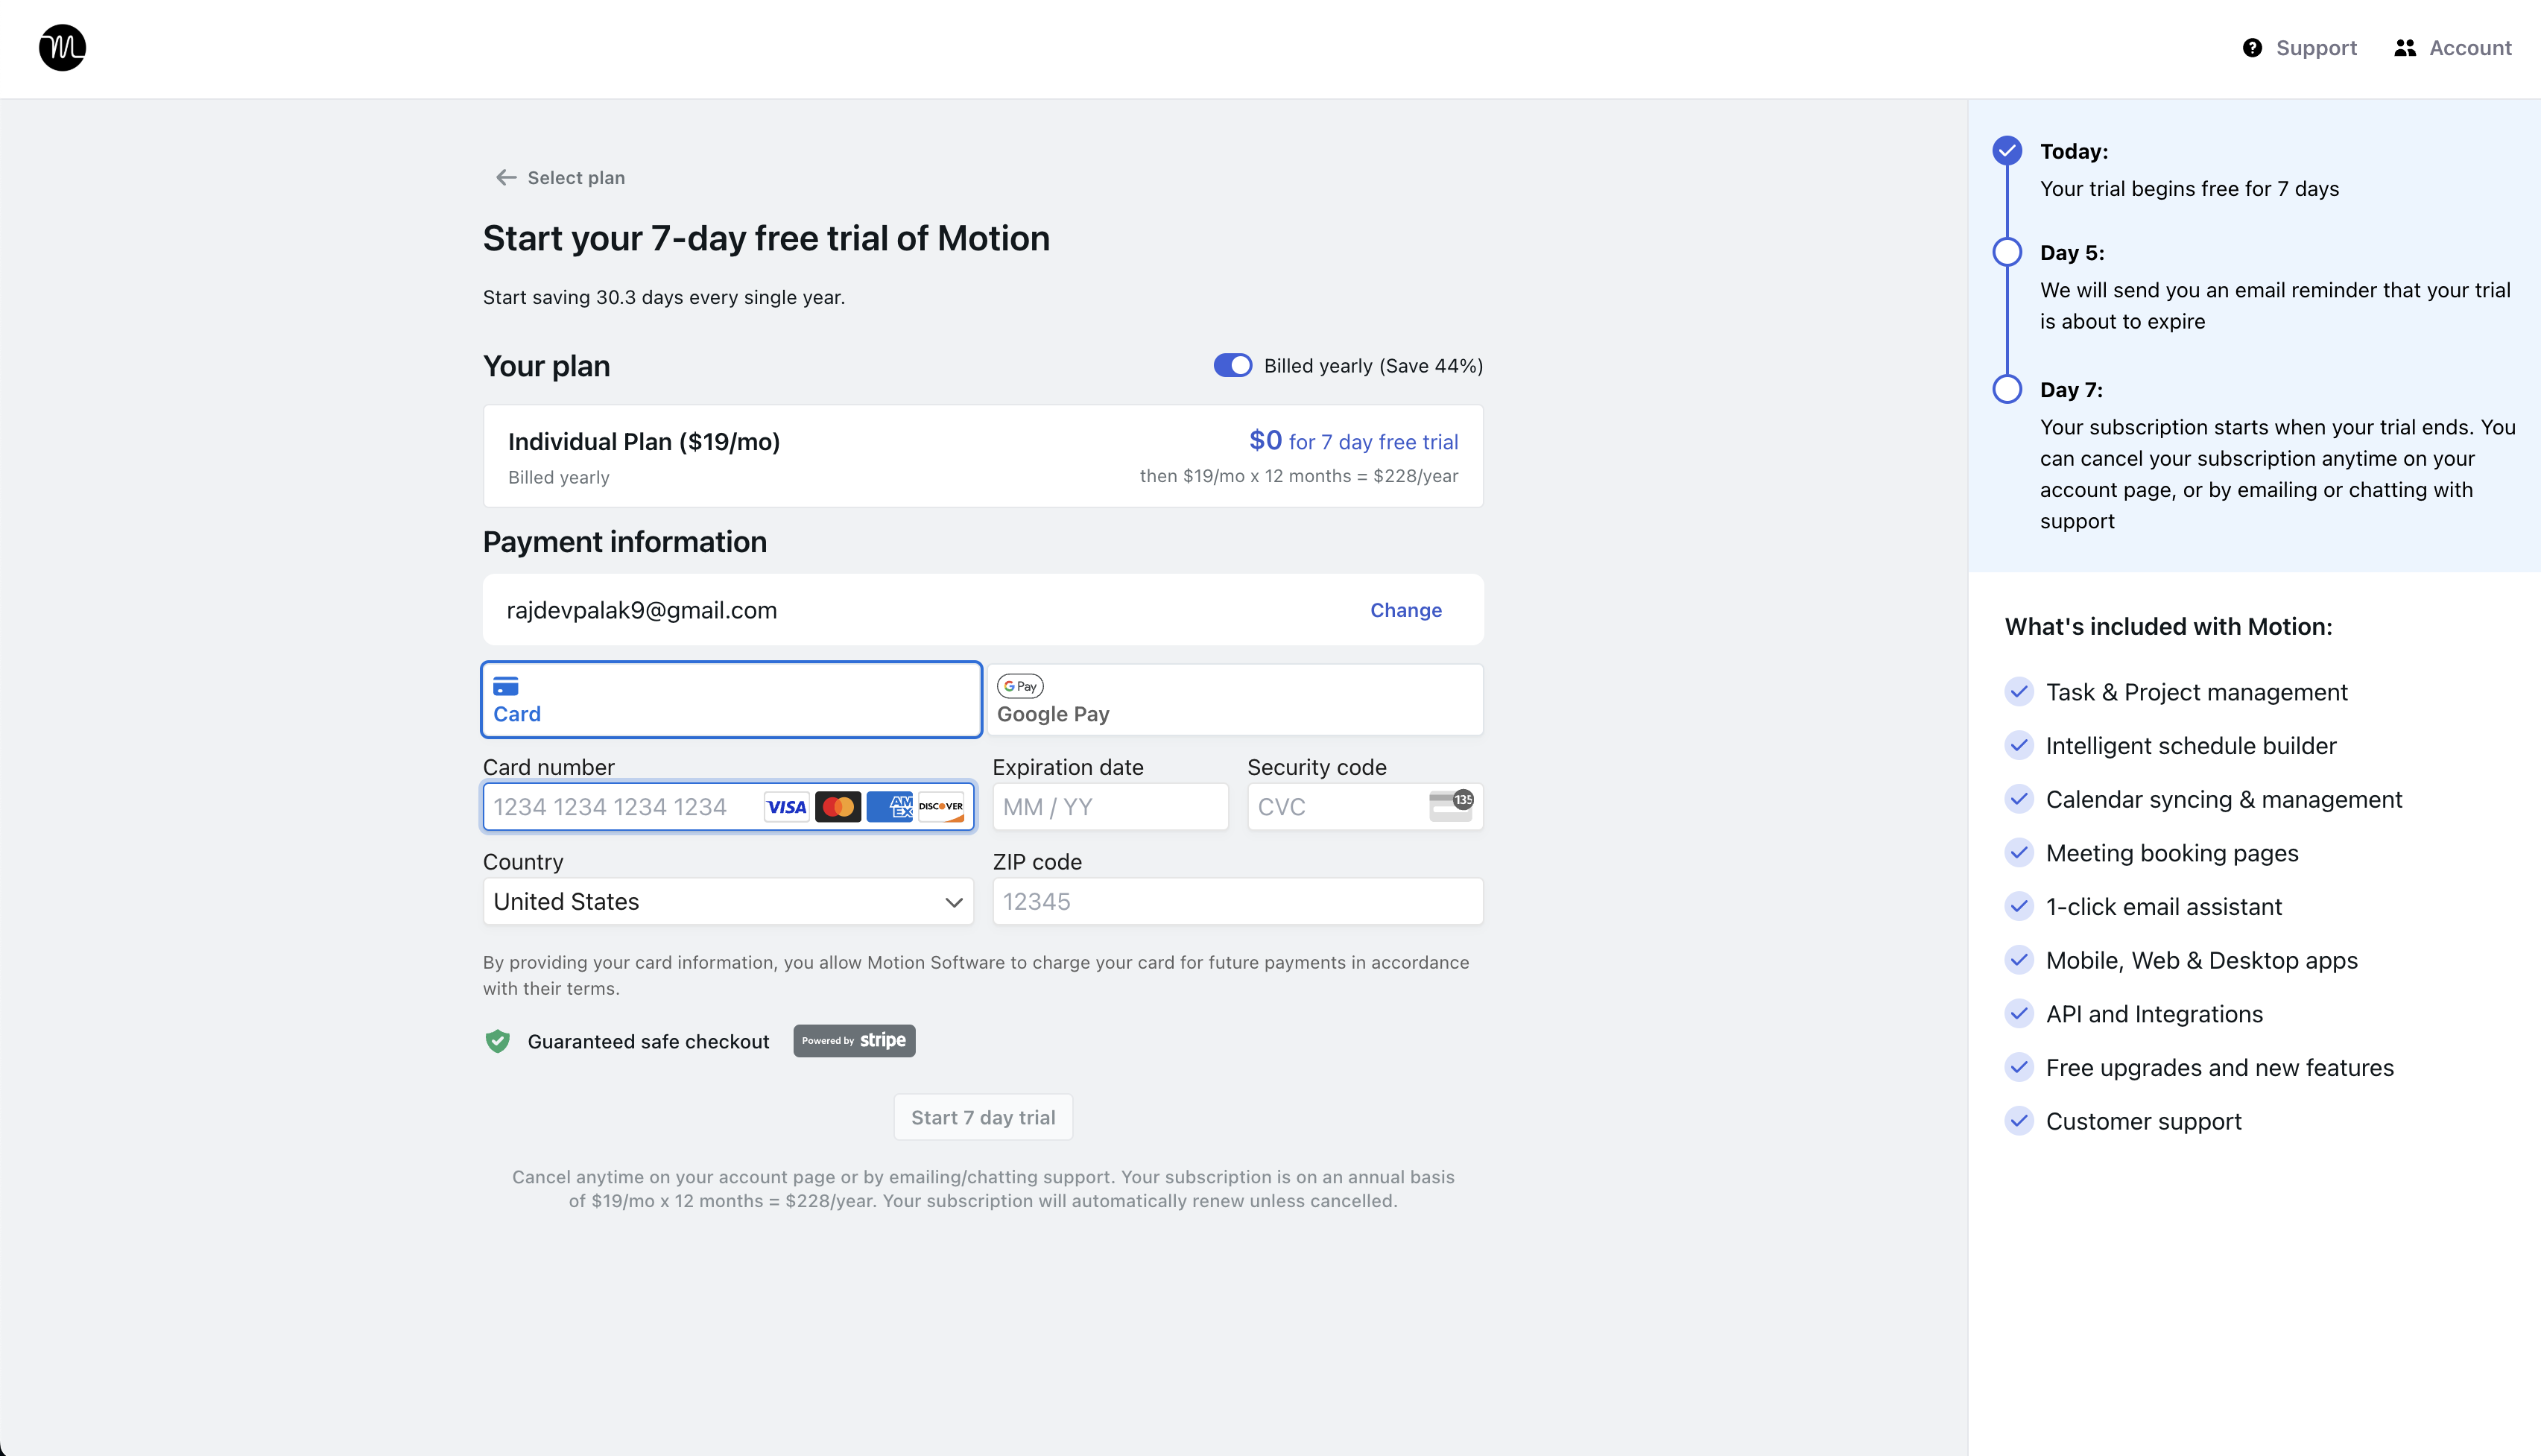 M
Support
Account
Select plan
Start your 7-day free trial of Motion
Start saving 30.3 days every single year.
Your plan
Billed yearly (Save 44%)
Individual Plan ($19/mo)
$0 for 7 day free trial
Billed yearly
then $19/mo x 12 months = $228/year
Payment information
rajdevpalak9@gmail.com
Change
Card
G Pay
Google Pay
Card number
Expiration date
Security code
1234 1234 1234 1234
VISA
AM
EX
DISCOVER
MM / YY
CVC
135
Country
ZIP code
United States
12345
By providing your card information, you allow Motion Software to charge your card for future payments in accordance
with their terms.
Guaranteed safe checkout
Powered by stripe
Start 7 day trial
Cancel anytime on your account page or by emailing/chatting support. Your subscription is on an annual basis
of $19/mo x 12 months = $228/year. Your subscription will automatically renew unless cancelled.
Today:
Your trial begins free for 7 days
Day 5:
We will send you an email reminder that your trial
is about to expire
Day 7:
Your subscription starts when your trial ends. You
can cancel your subscription anytime on your
account page, or by emailing or chatting with
support
What's included with Motion:
Task & Project management
Intelligent schedule builder
Calendar syncing & management
Meeting booking pages
1-click email assistant
Mobile, Web & Desktop apps
API and Integrations
Free upgrades and new features
Customer support